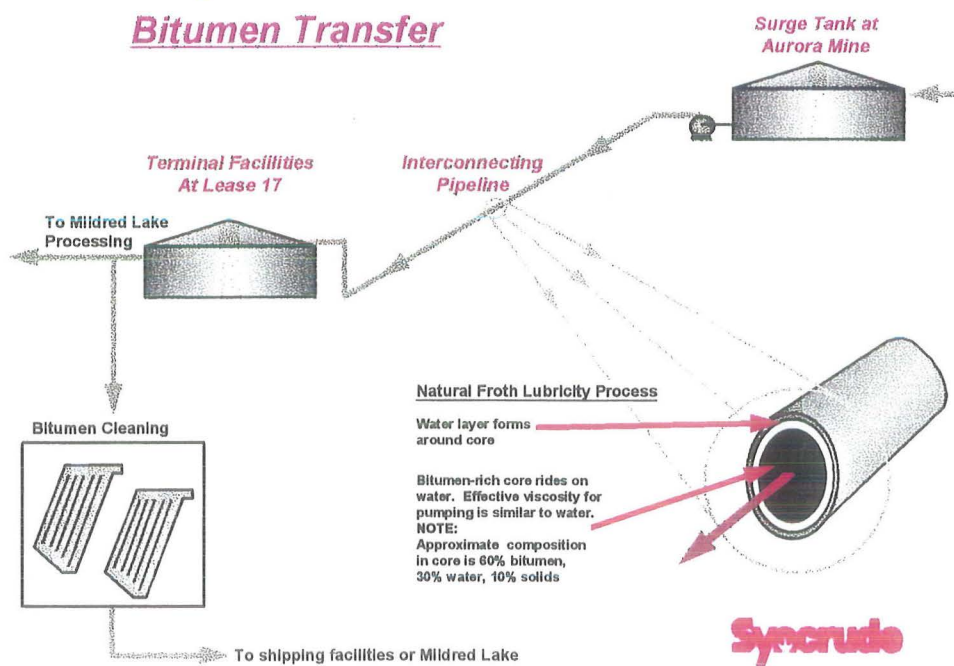 Bitumen Transfer
Surge Tank at
Aurora Mine
Terminal Facilities
At Lease 17
Interconnecting
Pipeline
To Mildred Lake
Processing
Natural Froth Lubricity Process
Water layer forms
around core
Bitumen Cleaning
Bitumen-rich core rides on
water. Effective viscosity for
pumping is similar to water.
NOTE:
Approximate composition
in core is 60% bitumen,
30% water, 10% solids
Syncrude
To shipping facilities or Mildred Lake